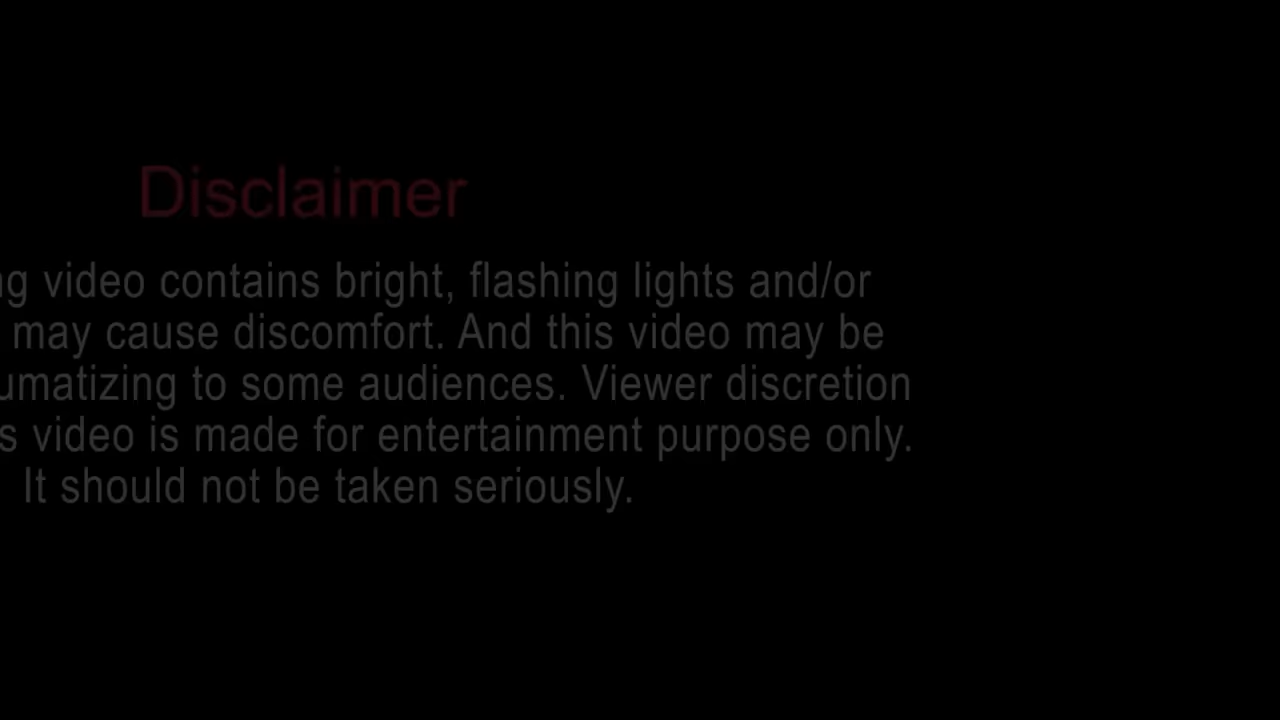 Disclaimer
video contains bright, flashing lights and/or
may cause discomfort. And this video may be
umatizing to some audiences. Viewer discretion
s video is made for entertainment purpose only.
It should not be taken seriously.